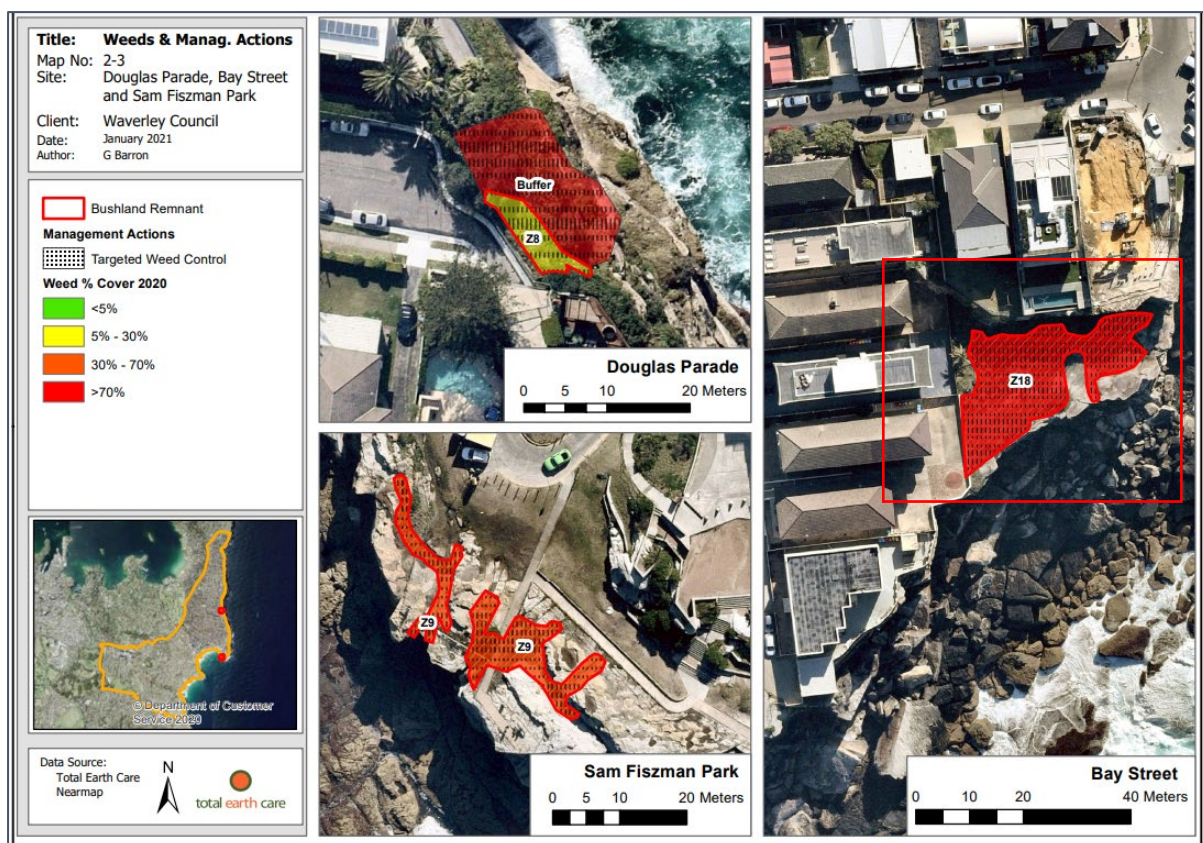 Title: Weeds & Manag. Actions
Map No: 2-3
Site: Douglas Parade, Bay Street
and Sam Fiszman Park
Client: Waverley Council
Date: January 2021
Author: G Barron
Bushland Remnant
Management Actions
Targeted Weed Control
Weed % Cover 2020
<5%
5% - 30%
30% - 70%
>70%
© Department of Customer
Service 2020
Data Source:
Total Earth Care
Nearmap
N
total earth care
Buffer
Z8
Douglas Parade
0 5 10 20 Meters
Z9
Z9
Sam Fiszman Park
0 5 10 20 Meters
Z18
Bay Street
0 10 20 40 Meters